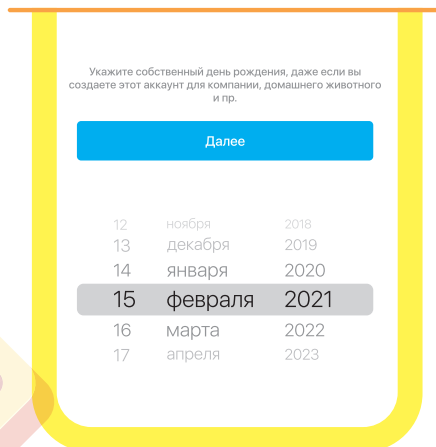 Укажите собственный день рождения, даже если вы
создаете этот аккаунт для компании, домашнего животного
и пр.
Далее
12 ноября 2018
13 декабря 2019
14 января 2020
15 февраля 2021
16 марта 2022
17 апреля 2023